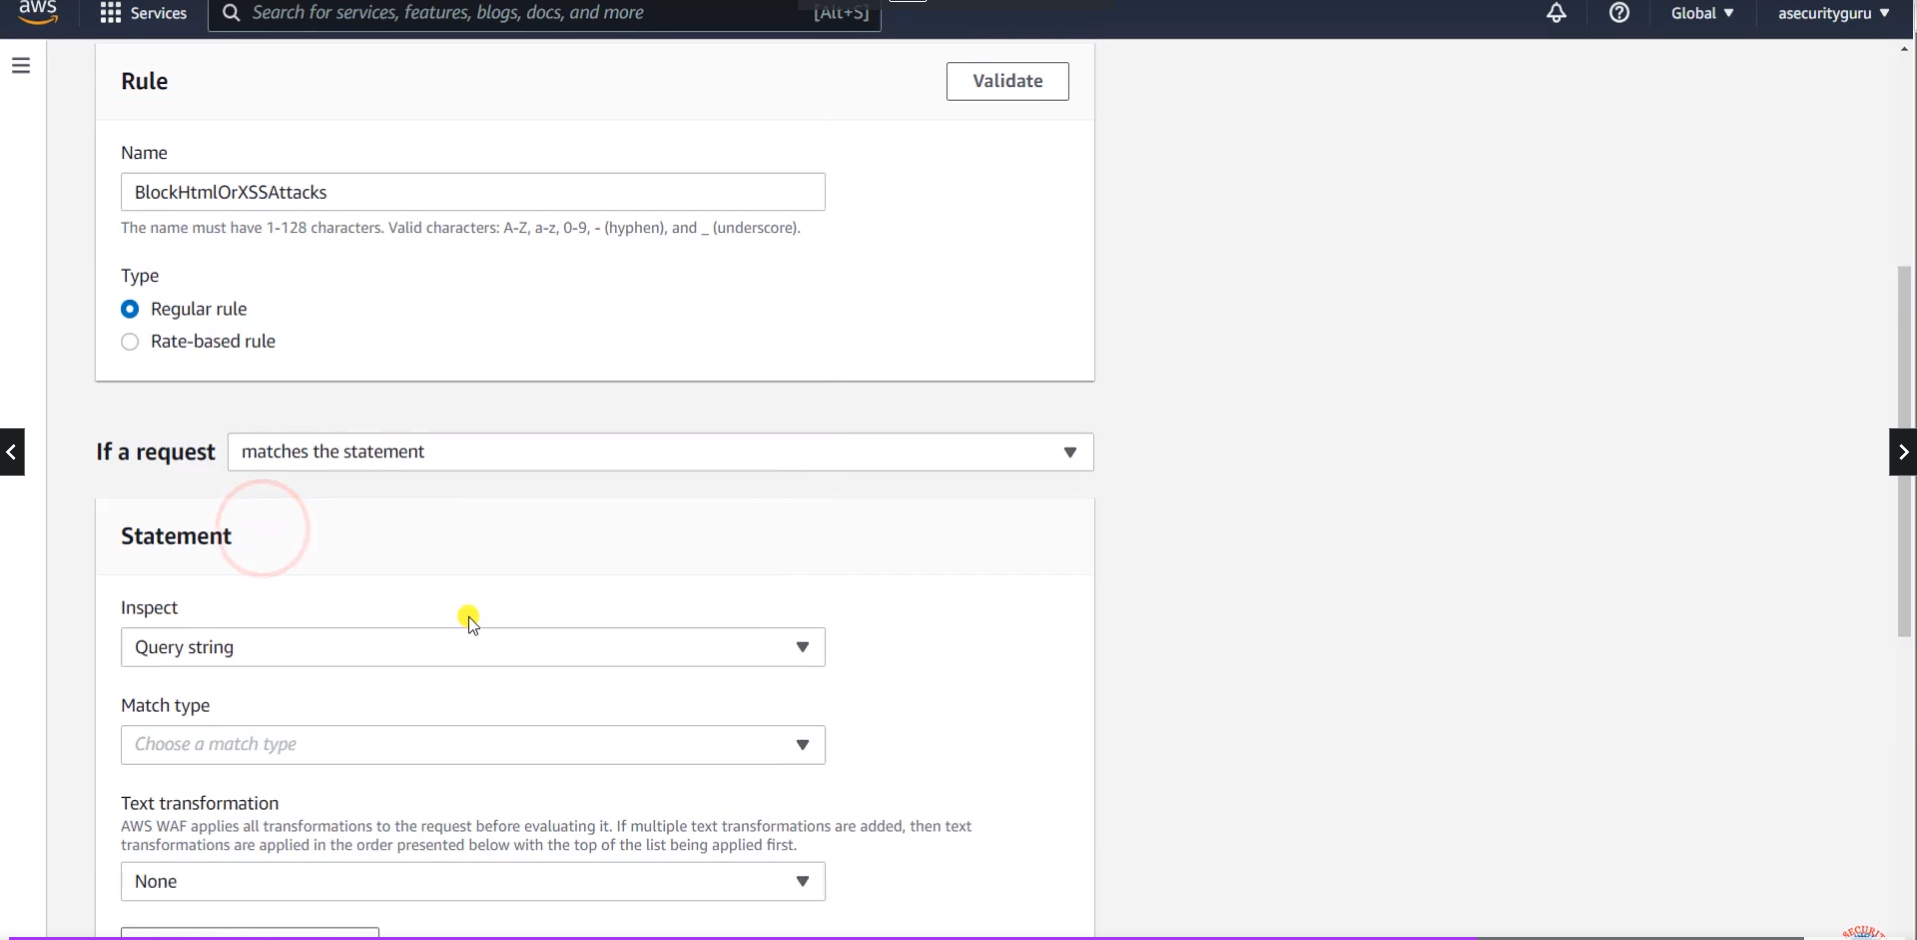 aws
Services
Search for services, features, blogs, docs, and more
[Alt+S]
Global
asecurityguru
Rule
Validate
Name
BlockHtmlOrXSSAttacks
The name must have 1-128 characters. Valid characters: A-Z, a-z, 0-9, - (hyphen), and _ (underscore).
Type
Regular rule
Rate-based rule
If a request
matches the statement
Statement
Inspect
Query string
Match type
Choose a match type
Text transformation
AWS WAF applies all transformations to the request before evaluating it. If multiple text transformations are added, then text
transformations are applied in the order presented below with the top of the list being applied first.
None